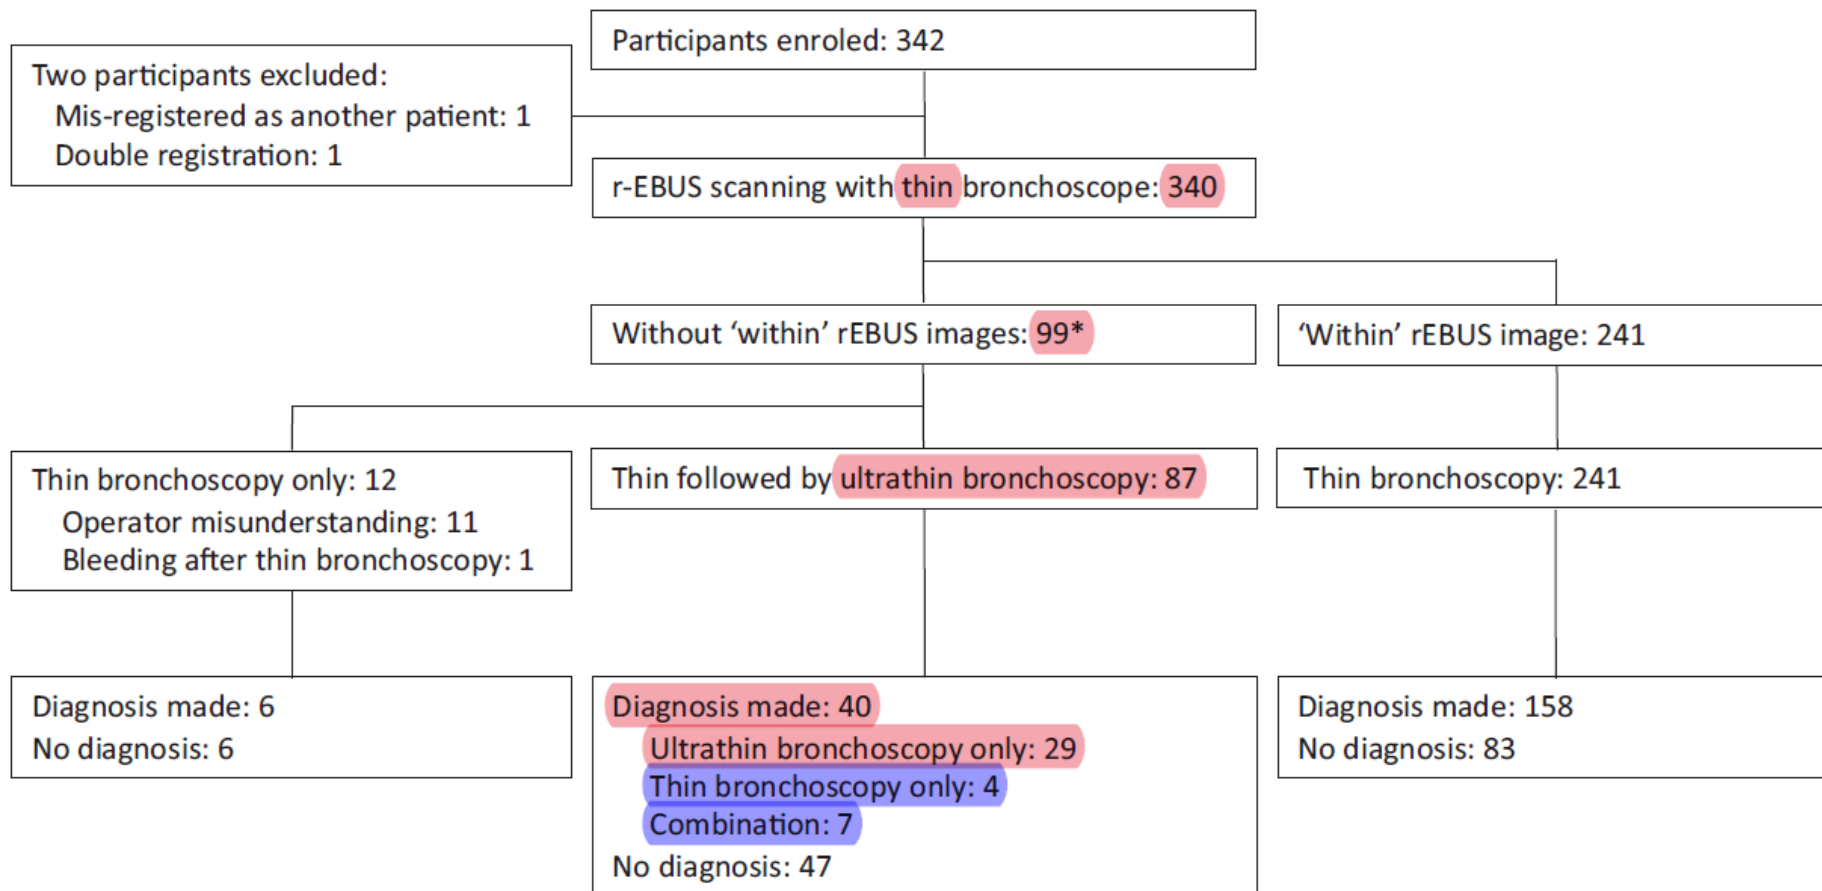 Participants enroled: 342
Two participants excluded:
Mis-registered as another patient: 1
Double registration: 1
r-EBUS scanning with thin bronchoscope: 340
Without ‘within’ rEBUS images: 99*
‘Within’ rEBUS image: 241
Thin bronchoscopy only: 12
Operator misunderstanding: 11
Bleeding after thin bronchoscopy: 1
Thin followed by ultrathin bronchoscopy: 87
Thin bronchoscopy: 241
Diagnosis made: 6
No diagnosis: 6
Diagnosis made: 40
Ultrathin bronchoscopy only: 29
Thin bronchoscopy only: 4
Combination: 7
No diagnosis: 47
Diagnosis made: 158
No diagnosis: 83